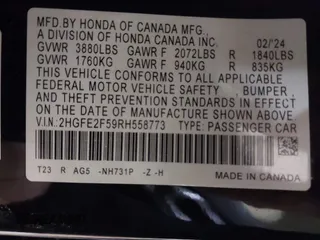 MFD.BY HONDA OF CANADA MFG.,
A DIVISION OF HONDA CANADA INC. 02/'24
GVWR 3880LBS GAWR F 2072LBS R 1840LBS
GVWR 1760KG GAWR F 940KG R 835KG
THIS VEHICLE CONFORMS TO ALL APPLICABLE
FEDERAL MOTOR VEHICLE SAFETY , BUMPER ,
AND THEFT PREVENTION STANDARDS IN EFFECT ON
THE DATE OF MANUFACTURE SHOWN ABOVE.
V.I.N:2HGFE2F59RH558773 TYPE: PASSENGER CAR
T23 R AG5 -NH731P -Z -H
MADE IN CANADA